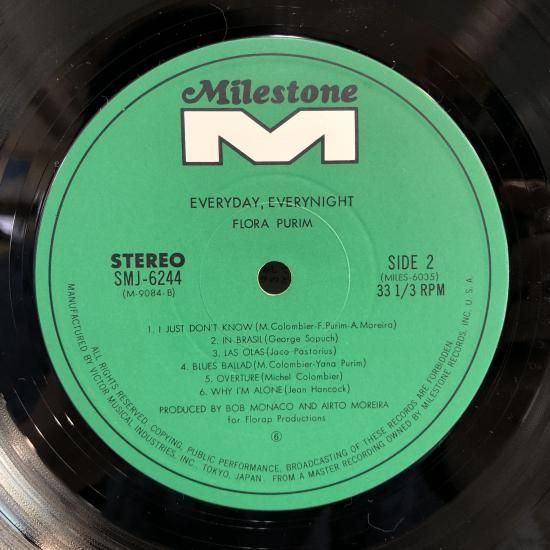 Milestone
M
EVERYDAY, EVERYNIGHT
FLORA PURIM
STEREO
SMJ-6244
(M-9084-B)
SIDE 2
(MILES-6035)
33 1/3 RPM
1. I JUST DON'T KNOW (M. Colombier-F. Purim-A. Moreira)
2. IN-BRASIL (George Sopuch)
3. LAS OLAS (Jaco Pastorius)
4. BLUES BALLAD (M. Colombier-Yana Purim)
5. OVERTURE (Michel Colombier)
6. WHY I'M ALONE (Jean Hancock)
PRODUCED BY BOB MONACO AND AIRTO MOREIRA
for Florap Productions
⑥
MANUFACTURED BY VICTOR MUSICAL INDUSTRIES, INC. TOKYO, JAPAN. FROM A MASTER RECORDING OWNED BY MILESTONE RECORDS, INC. U.S.A.
ALL RIGHTS RESERVED. COPYING, PUBLIC PERFORMANCE, BROADCASTING OF THESE RECORDS ARE FORBIDDEN.